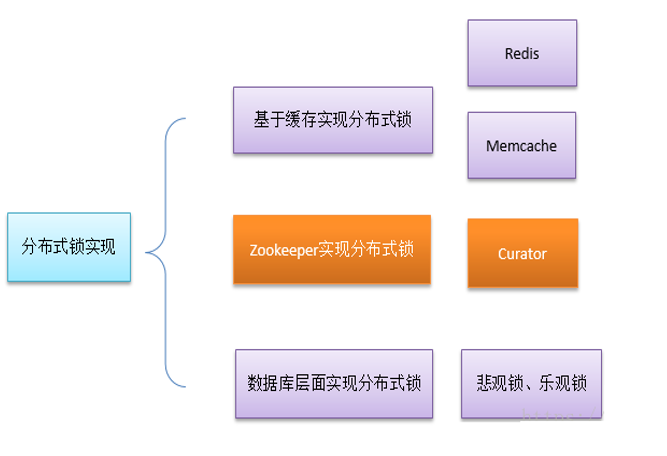 Redis
基于缓存实现分布式锁
Memcache
分布式锁实现
Zookeeper实现分布式锁
Curator
数据库层面实现分布式锁
悲观锁、乐观锁